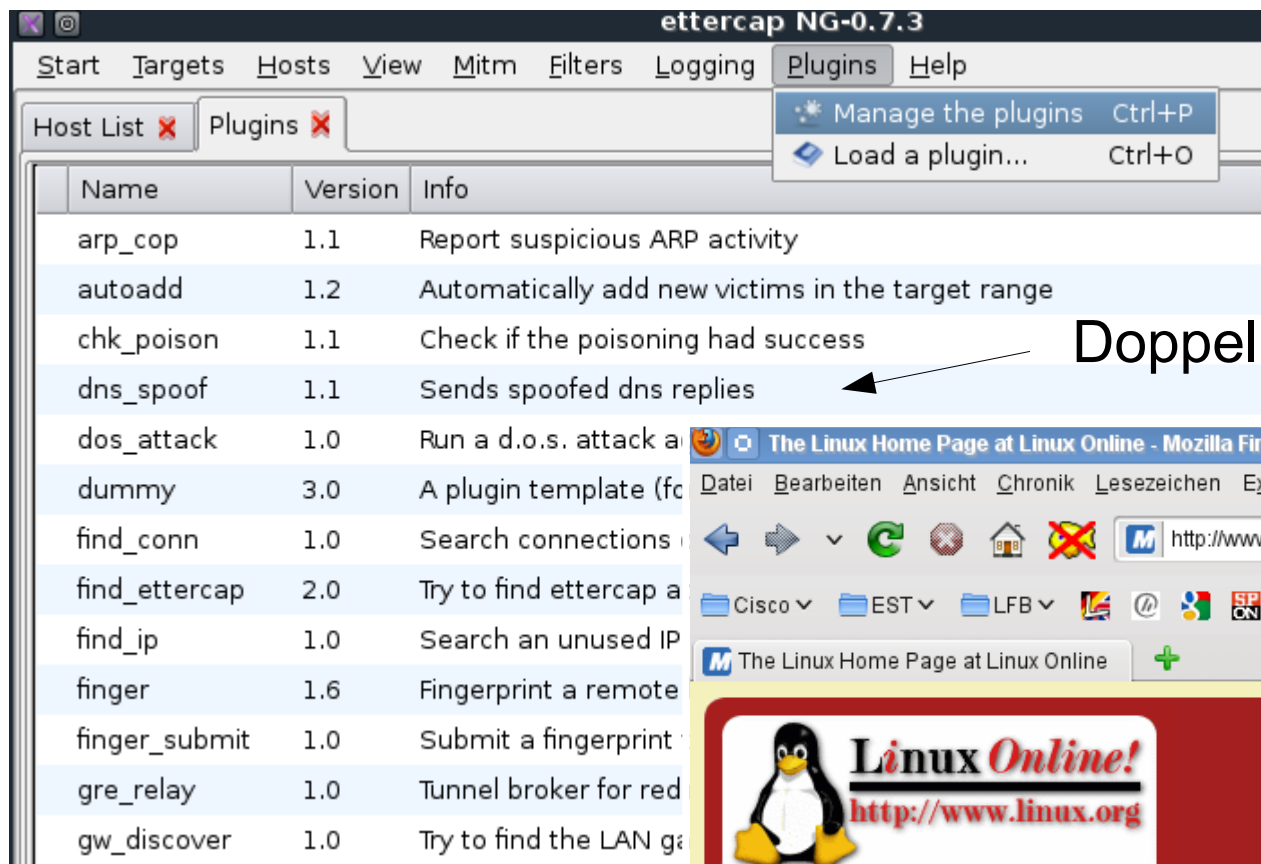 ettercap NG-0.7.3
Start Targets Hosts View Mitm Filters Logging Plugins Help
Manage the plugins Ctrl+P
Load a plugin... Ctrl+O
Host List Plugins
Name Version Info
arp_cop 1.1 Report suspicious ARP activity
autoadd 1.2 Automatically add new victims in the target range
chk_poison 1.1 Check if the poisoning had success
Doppel
dns_spoof 1.1 Sends spoofed dns replies
dos_attack 1.0 Run a d.o.s. attack a
dummy 3.0 A plugin template (fo
find_conn 1.0 Search connections
find_ettercap 2.0 Try to find ettercap a
find_ip 1.0 Search an unused IP
finger 1.6 Fingerprint a remote
finger_submit 1.0 Submit a fingerprint
gre_relay 1.0 Tunnel broker for red
gw_discover 1.0 Try to find the LAN ga
The Linux Home Page at Linux Online - Mozilla Fir
Datei Bearbeiten Ansicht Chronik Lesezeichen Ex
M http://www
Cisco EST LFB SP ON
M The Linux Home Page at Linux Online
Linux Online!
http://www.linux.org